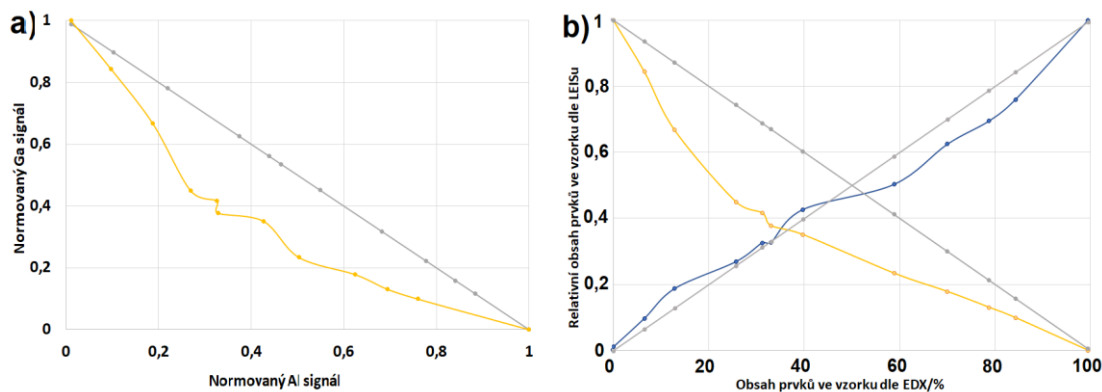 a)
Normovaný Ga signál
1
0,8
0,6
0,4
0,2
0
0 0,2 0,4 0,6 0,8 1
Normovaný Al signál
b)
Relativní obsah prvků ve vzorku dle LEISu
1
0,8
0,6
0,4
0,2
0
0 20 40 60 80 100
Obsah prvků ve vzorku dle EDX/%